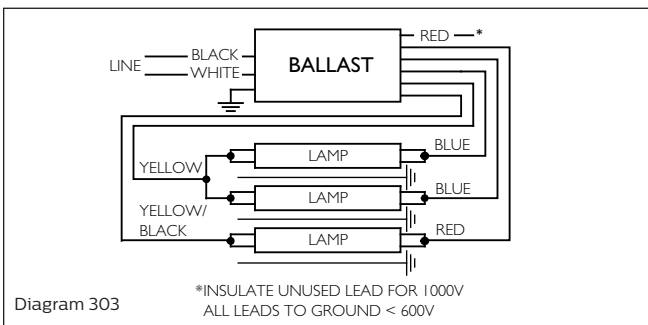 RED *
BLACK
LINE
WHITE
BALLAST
LAMP
BLUE
YELLOW
LAMP
BLUE
YELLOW/
BLACK
LAMP
RED
*INSULATE UNUSED LEAD FOR 1000V
ALL LEADS TO GROUND < 600V
Diagram 303